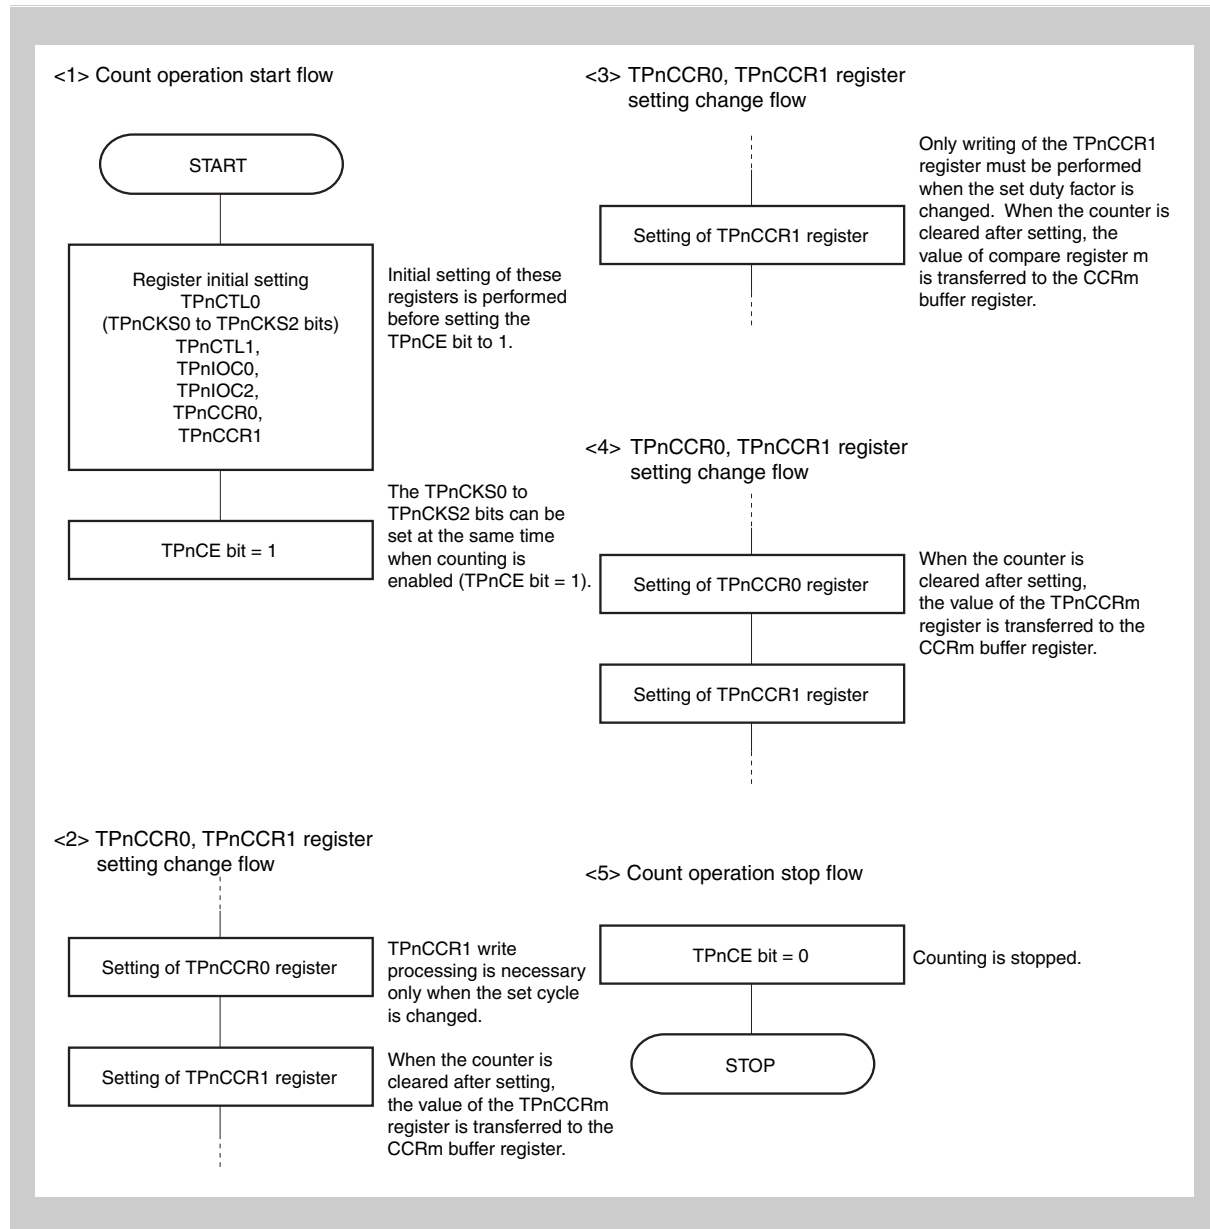 <1> Count operation start flow
START
Register initial setting
TPnCTL0
(TPnCKS0 to TPnCKS2 bits)
TPnCTL1,
TPnIOC0,
TPnIOC2,
TPnCCR0,
TPnCCR1
Initial setting of these
registers is performed
before setting the
TPnCE bit to 1.
TPnCE bit = 1
The TPnCKS0 to
TPnCKS2 bits can be
set at the same time
when counting is
enabled (TPnCE bit = 1).
<2> TPnCCR0, TPnCCR1 register
setting change flow
Setting of TPnCCR0 register
TPnCCR1 write
processing is necessary
only when the set cycle
is changed.
Setting of TPnCCR1 register
When the counter is
cleared after setting,
the value of the TPnCCRm
register is transferred to the
CCRm buffer register.
<3> TPnCCR0, TPnCCR1 register
setting change flow
Setting of TPnCCR1 register
Only writing of the TPnCCR1
register must be performed
when the set duty factor is
changed. When the counter is
cleared after setting, the
value of compare register m
is transferred to the CCRm
buffer register.
<4> TPnCCR0, TPnCCR1 register
setting change flow
Setting of TPnCCR0 register
When the counter is
cleared after setting,
the value of the TPnCCRm
register is transferred to the
CCRm buffer register.
Setting of TPnCCR1 register
<5> Count operation stop flow
TPnCE bit = 0
Counting is stopped.
STOP